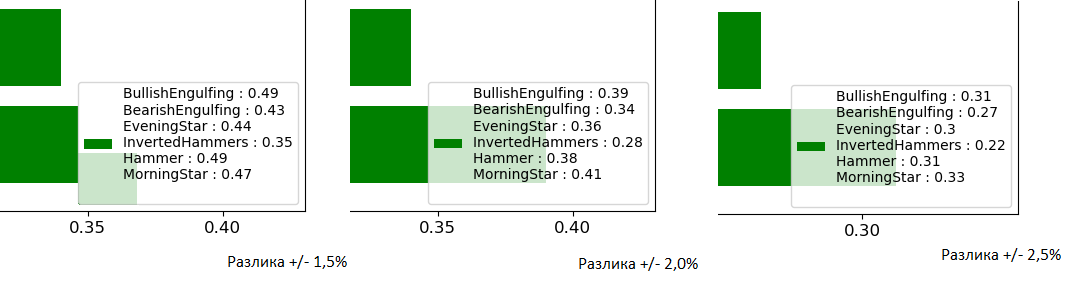 BullishEngulfing : 0.49
BearishEngulfing : 0.43
EveningStar : 0.44
InvertedHammers : 0.35
Hammer : 0.49
MorningStar : 0.47
0.35
0.40
Разлика +/- 1,5%
BullishEngulfing : 0.39
BearishEngulfing : 0.34
EveningStar : 0.36
InvertedHammers : 0.28
Hammer : 0.38
MorningStar : 0.41
0.35
0.40
Разлика +/- 2,0%
BullishEngulfing : 0.31
BearishEngulfing : 0.27
EveningStar : 0.3
InvertedHammers : 0.22
Hammer : 0.31
MorningStar : 0.33
0.30
Разлика +/- 2,5%